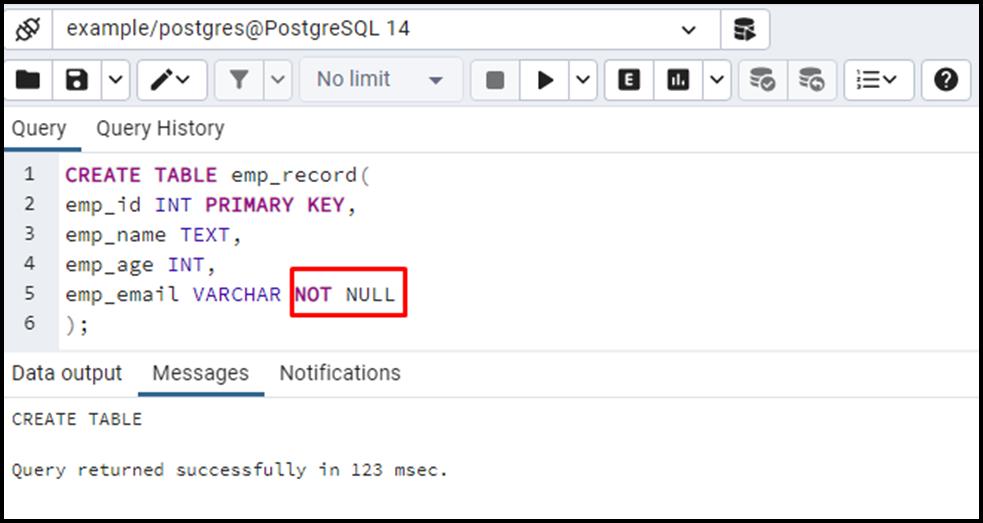 example/postgres@PostgreSQL 14
No limit
E
?
Query Query History
1 CREATE TABLE emp_record(
2 emp_id INT PRIMARY KEY,
3 emp_name TEXT,
4 emp_age INT,
5 emp_email VARCHAR NOT NULL
6 );
Data output Messages Notifications
CREATE TABLE
Query returned successfully in 123 msec.